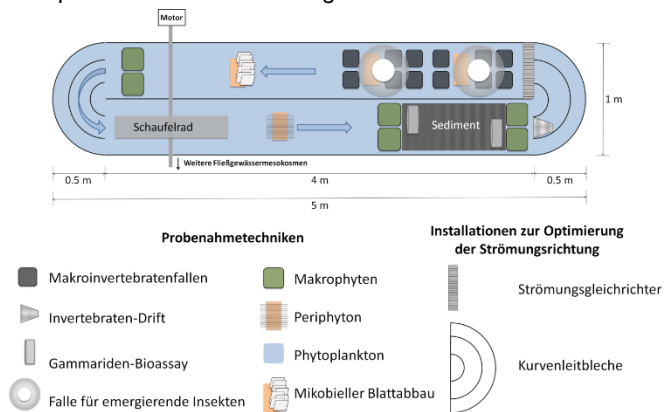 Motor
Schaufelrad
Sediment
1 m
Weitere Fließgewässermesokosmen
0.5 m
4 m
0.5 m
5 m
Probenahmetechniken
Installationen zur Optimierung
der Strömungsrichtung
Makroinvertebratenfallen
Makrophyten
Strömungsgleichrichter
Invertebraten-Drift
Periphyton
Gammariden-Bioassay
Phytoplankton
Kurvenleitbleche
Falle für emergierende Insekten
Mikobieller Blattabbau